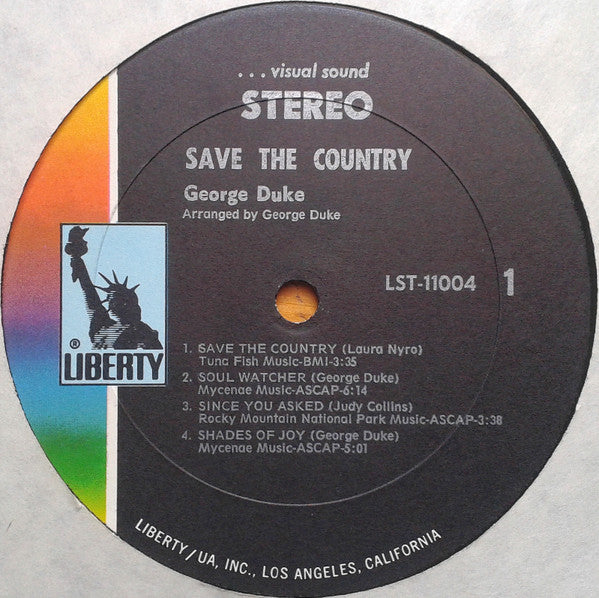 . . . visual sound
STEREO
SAVE THE COUNTRY
George Duke
Arranged by George Duke
LST-11004 1
® LIBERTY
1. SAVE THE COUNTRY (Laura Nyro)
Tuna Fish Music-BMI-3:35
2. SOUL WATCHER (George Duke)
Mycenae Music-ASCAP-6:14
3. SINCE YOU ASKED (Judy Collins)
Rocky Mountain National Park Music-ASCAP-3:38
4. SHADES OF JOY (George Duke)
Mycenae Music-ASCAP-5:01
LIBERTY/UA, INC., LOS ANGELES, CALIFORNIA